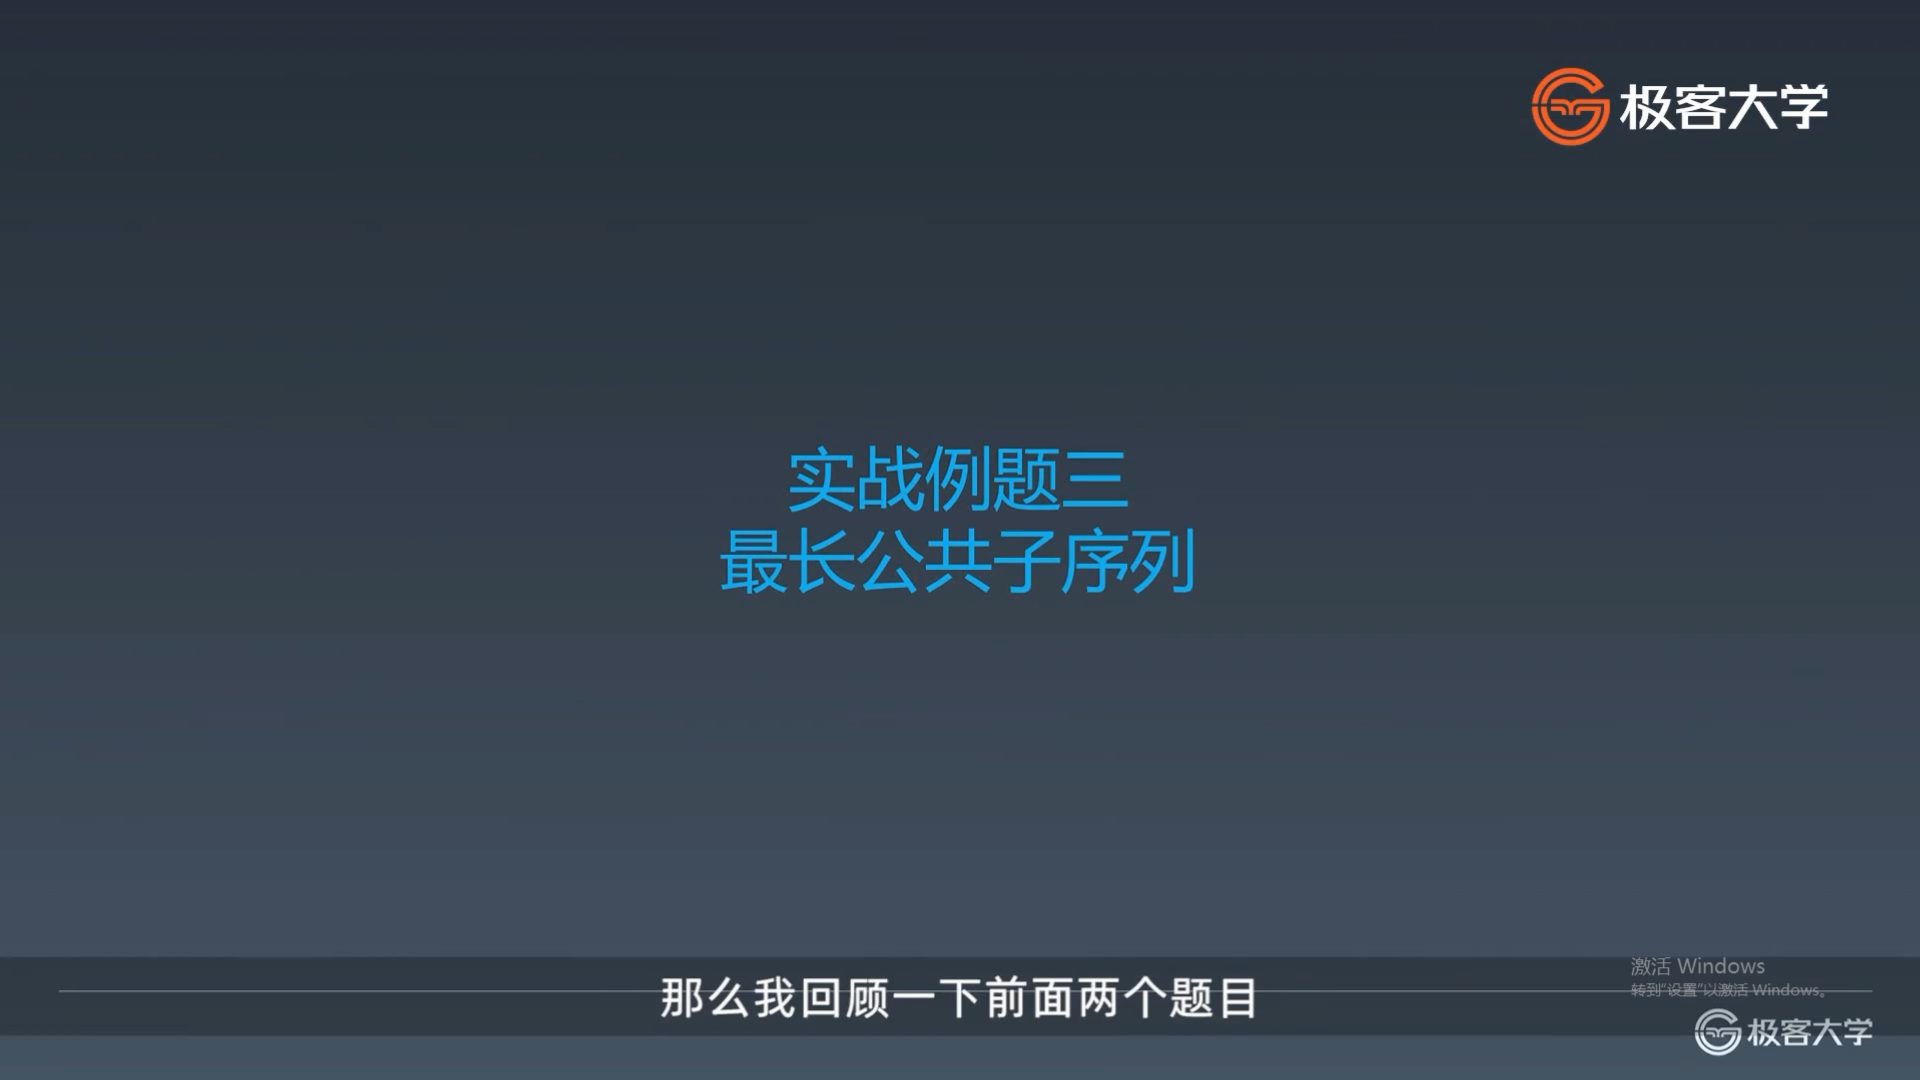 极客大学
实战例题三
最长公共子序列
那么我回顾一下前面两个题目
激活 Windows
转到“设置”以激活 Windows。
极客大学